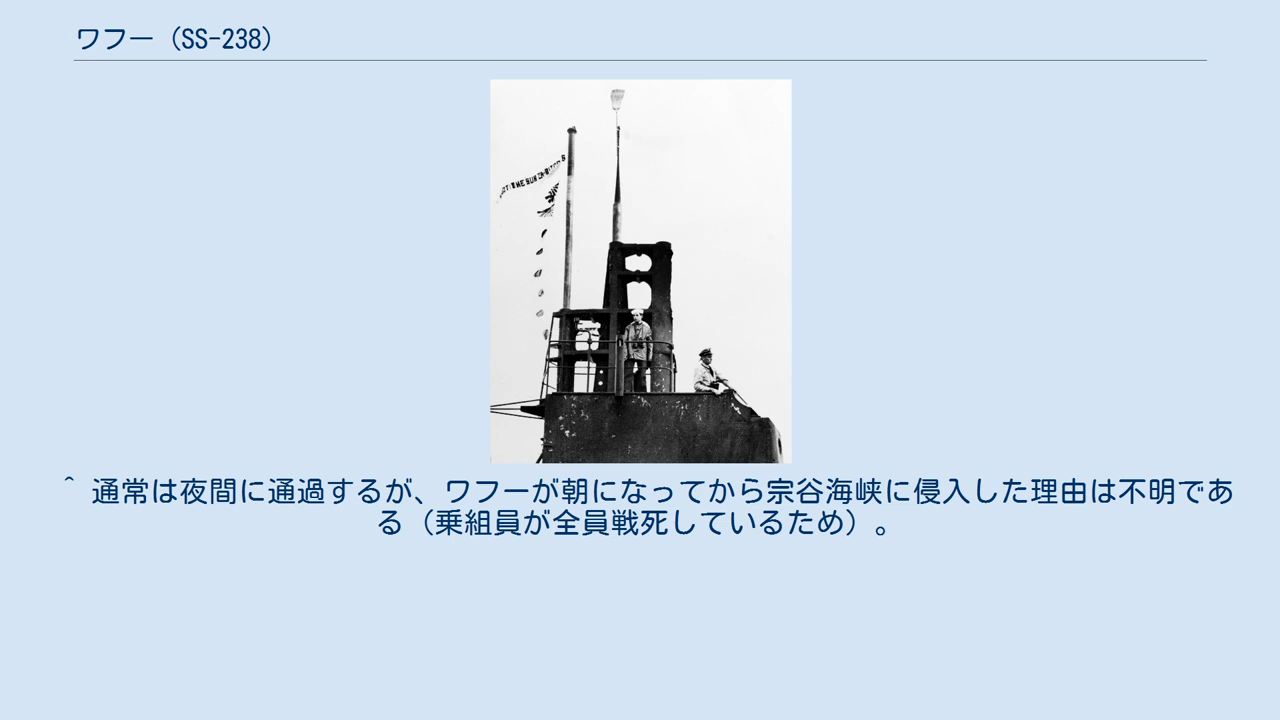 ワフー（SS-238）
^ 通常は夜間に通過するが、ワフーが朝になってから宗谷海峡に侵入した理由は不明であ
る（乗組員が全員戦死しているため）。